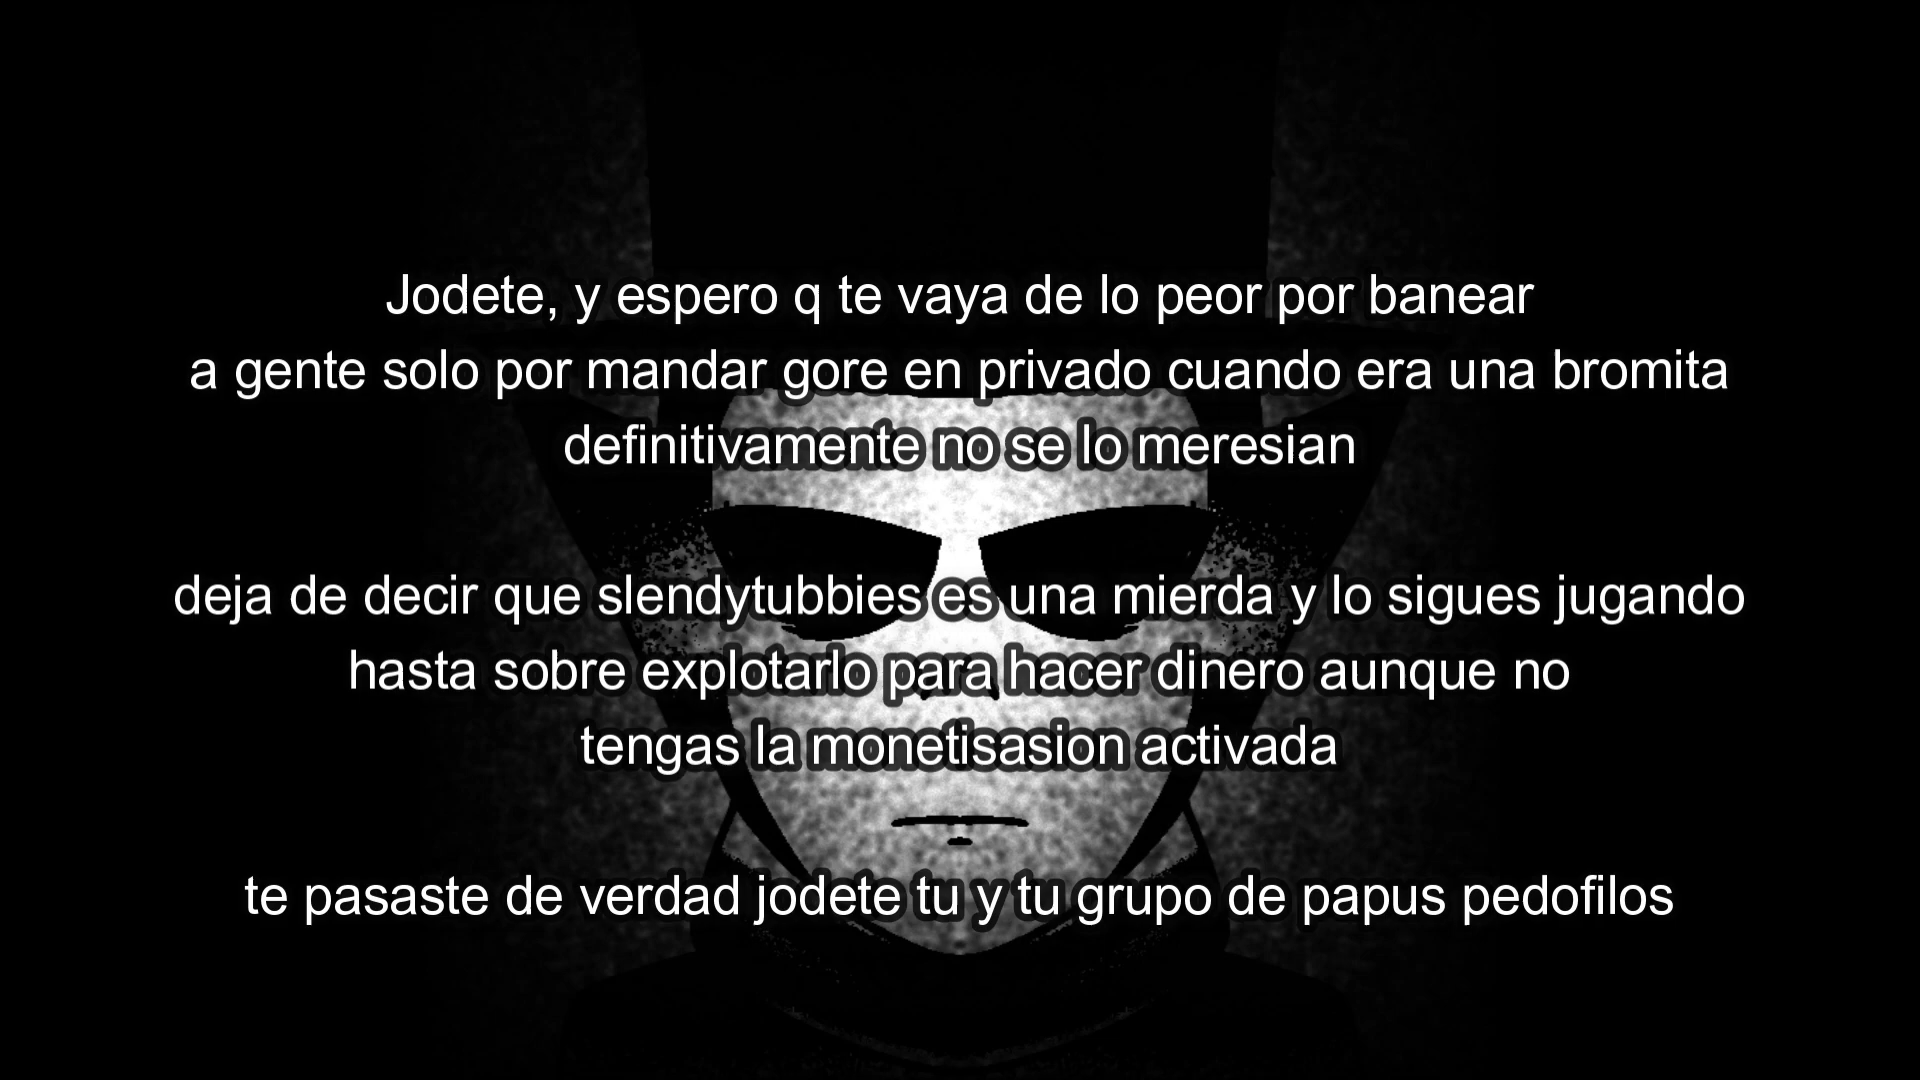 Jodete, y espero q te vaya de lo peor por banear
a gente solo por mandar gore en privado cuando era una bromita
definitivamente no se lo meresian
deja de decir que slendytubbies es una mierda y lo sigues jugando
hasta sobre explotarlo para hacer dinero aunque no
tengas la monetisasion activada
te pasaste de verdad jodete tu y tu grupo de papus pedofilos